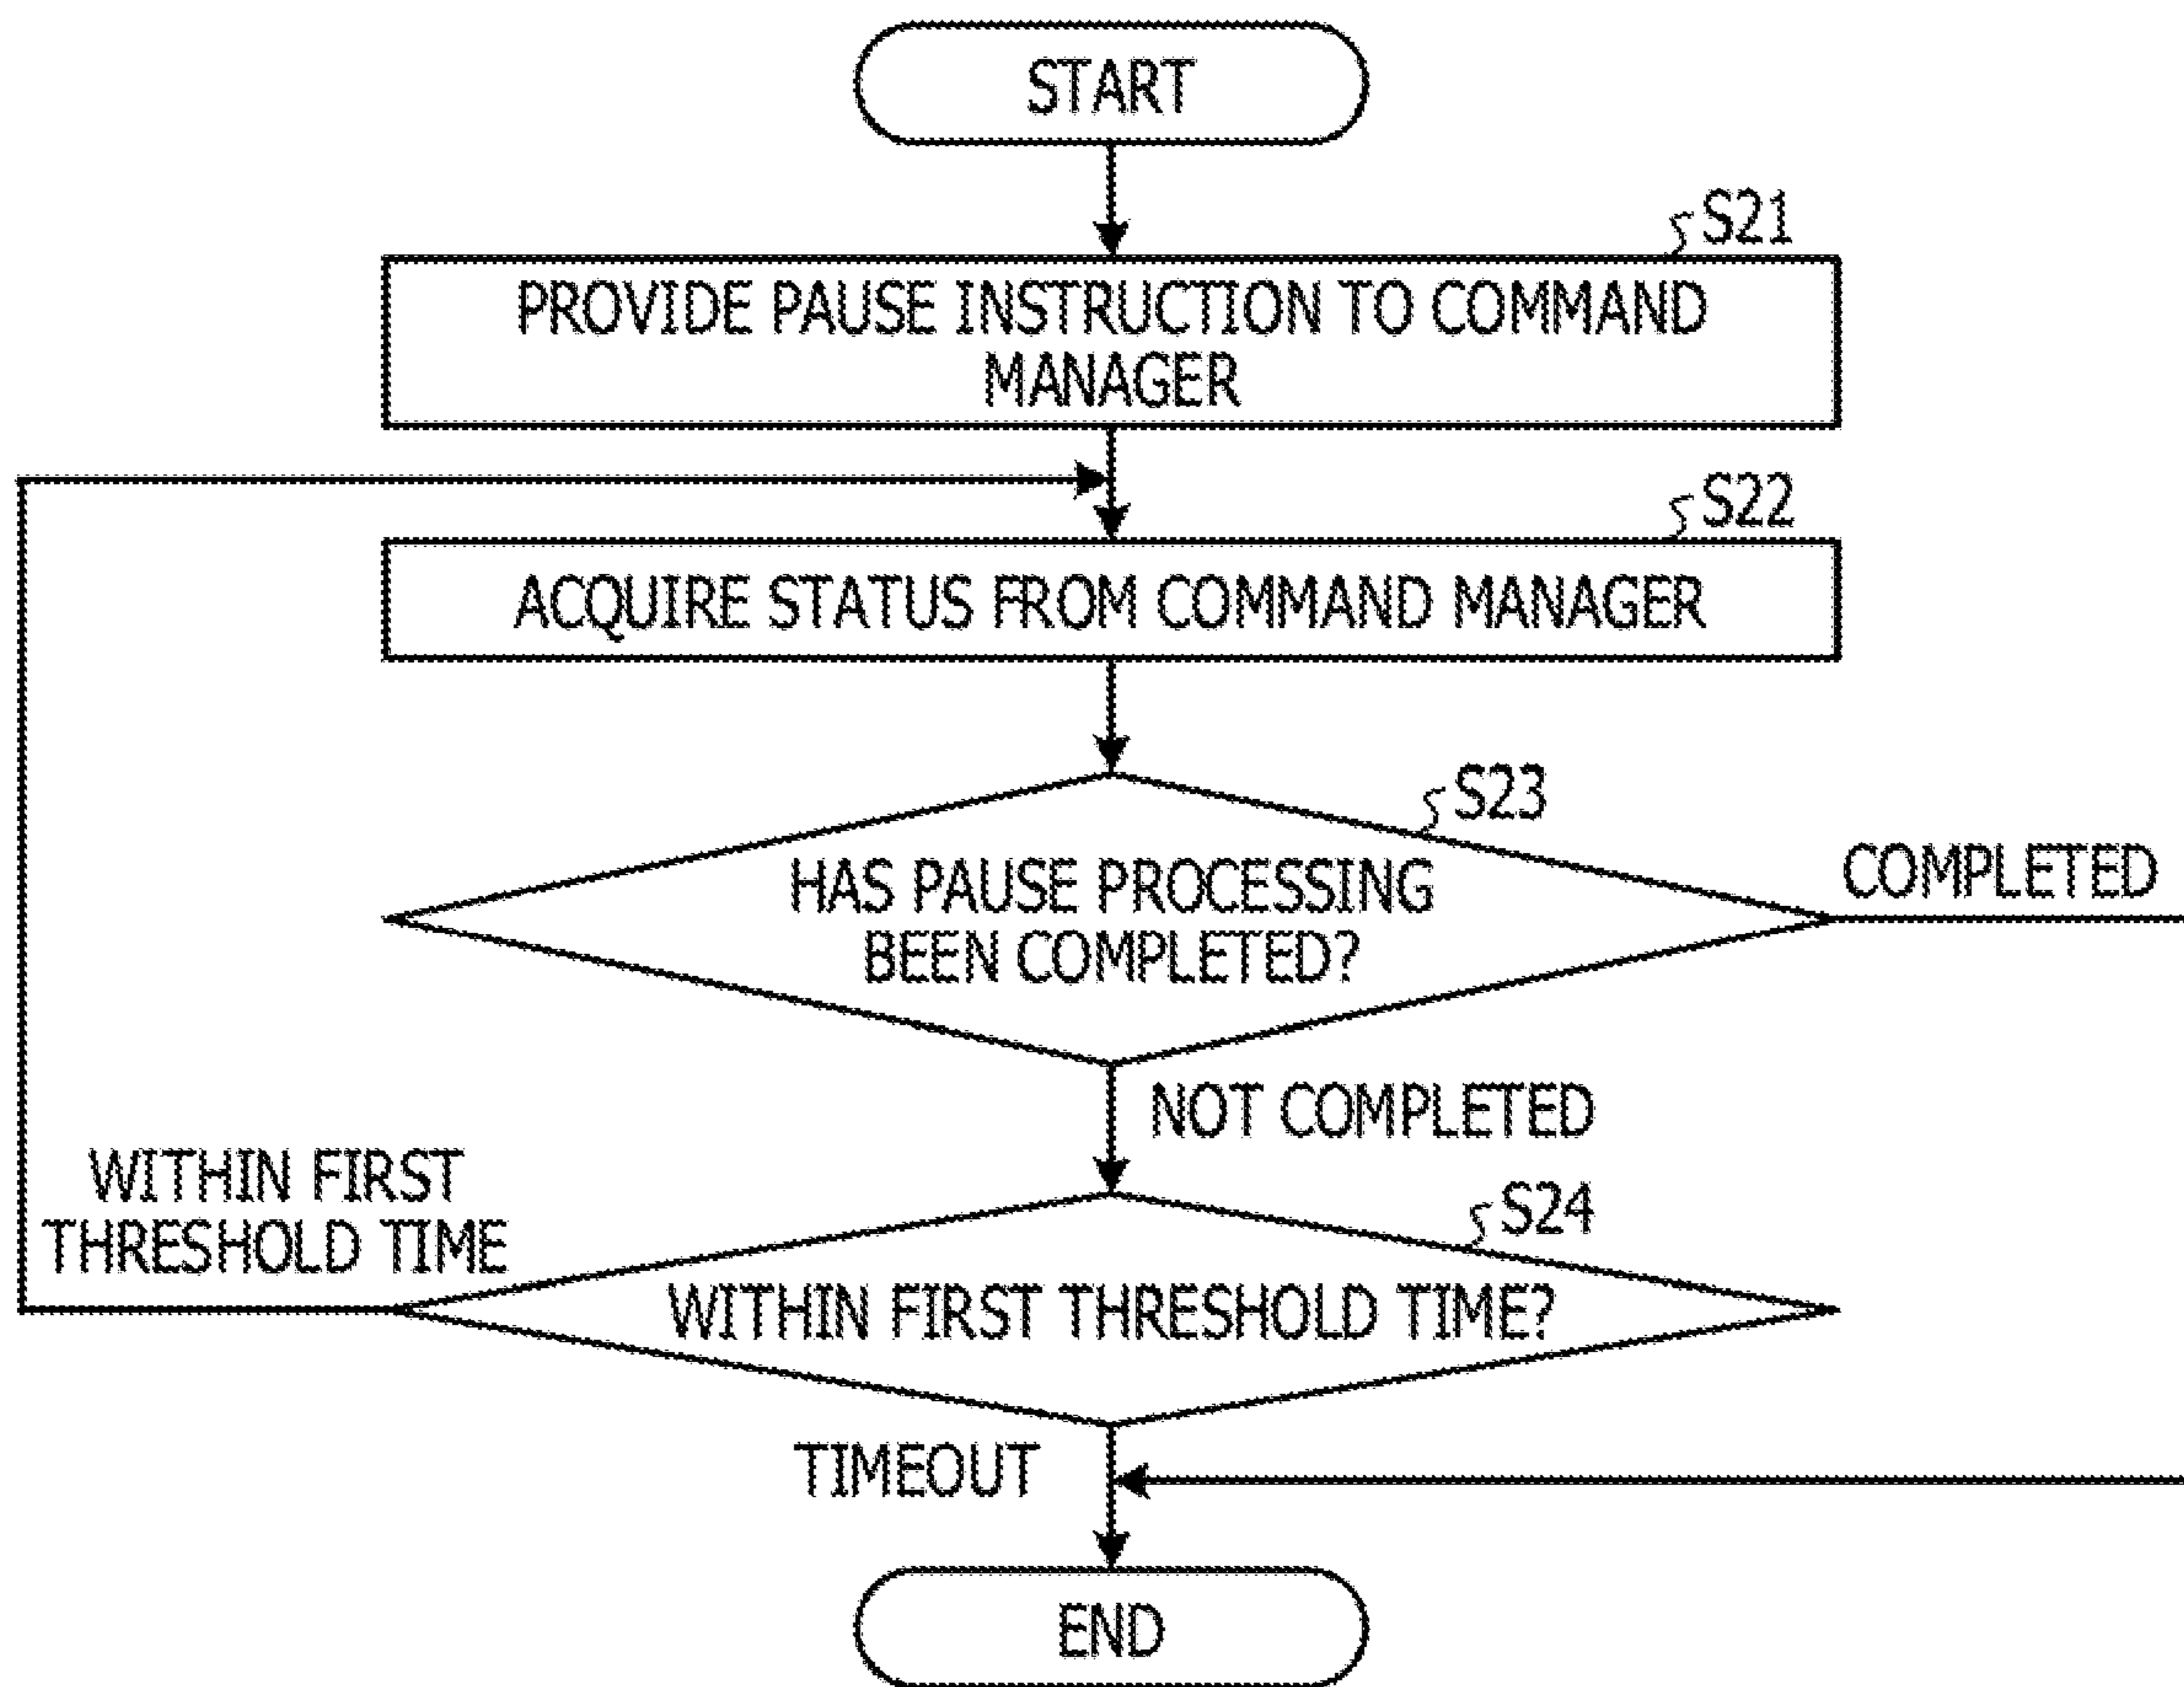 START
S21
PROVIDE PAUSE INSTRUCTION TO COMMAND
MANAGER
S22
ACQUIRE STATUS FROM COMMAND MANAGER
S23
HAS PAUSE PROCESSING
BEEN COMPLETED?
COMPLETED
NOT COMPLETED
WITHIN FIRST
THRESHOLD TIME
S24
WITHIN FIRST THRESHOLD TIME?
TIMEOUT
END